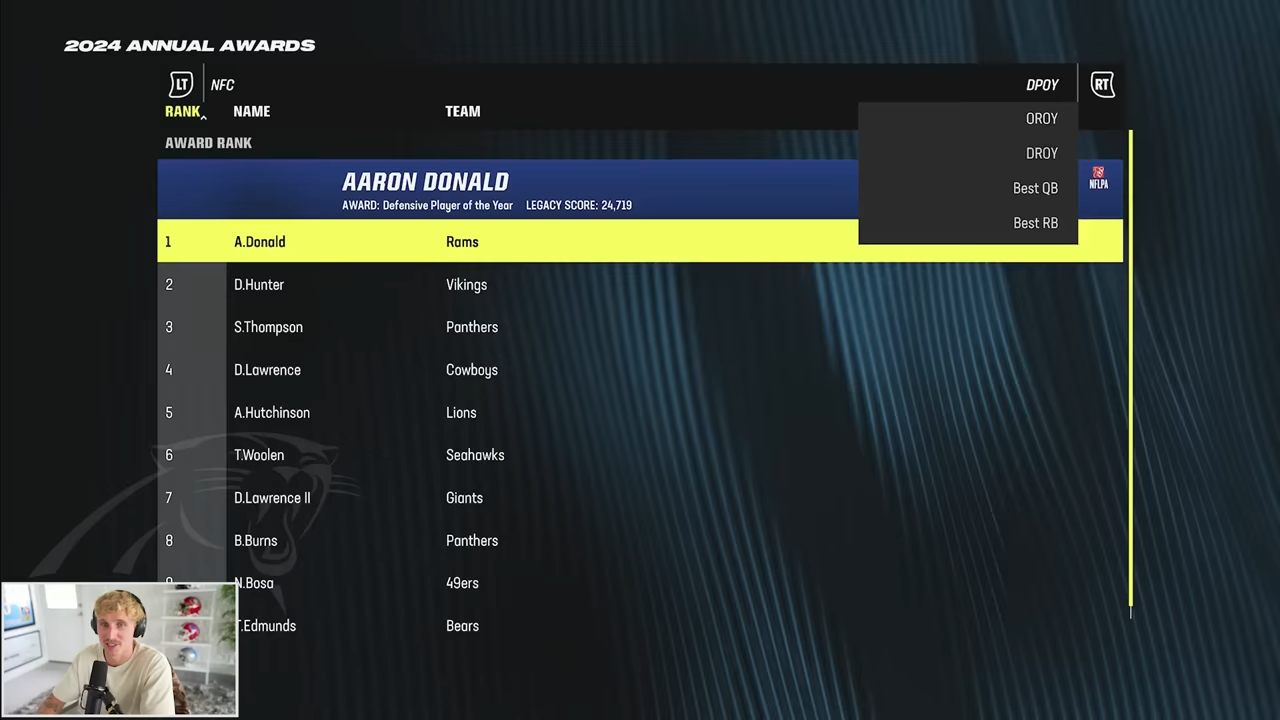 2024 ANNUAL AWARDS
LT NFC DPOY RT
RANK NAME TEAM
OROY
AWARD RANK
DROY
AARON DONALD
Best QB
NFLPA
AWARD: Defensive Player of the Year LEGACY SCORE: 24,719
Best RB
1 A.Donald Rams
2 D.Hunter Vikings
3 S.Thompson Panthers
4 D.Lawrence Cowboys
5 A.Hutchinson Lions
6 T.Woolen Seahawks
7 D.Lawrence II Giants
8 B.Burns Panthers
N.Bosa 49ers
T.Edmunds Bears